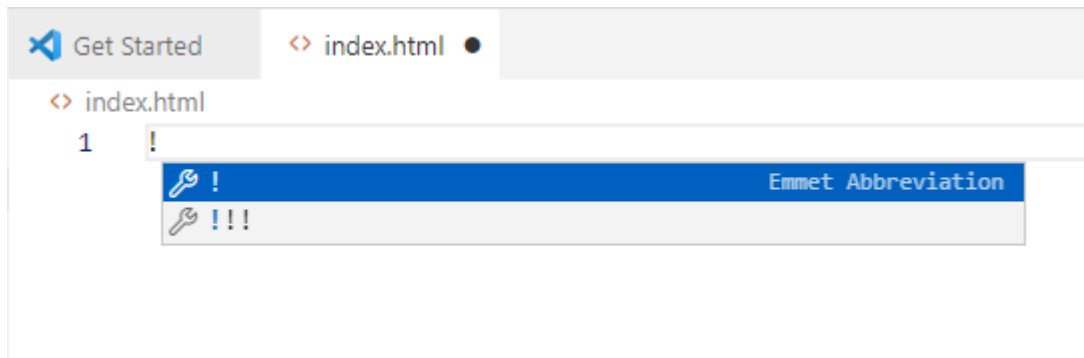 Get Started
<> index.html ●
<> index.html
1 !
! Emmet Abbreviation
!!!